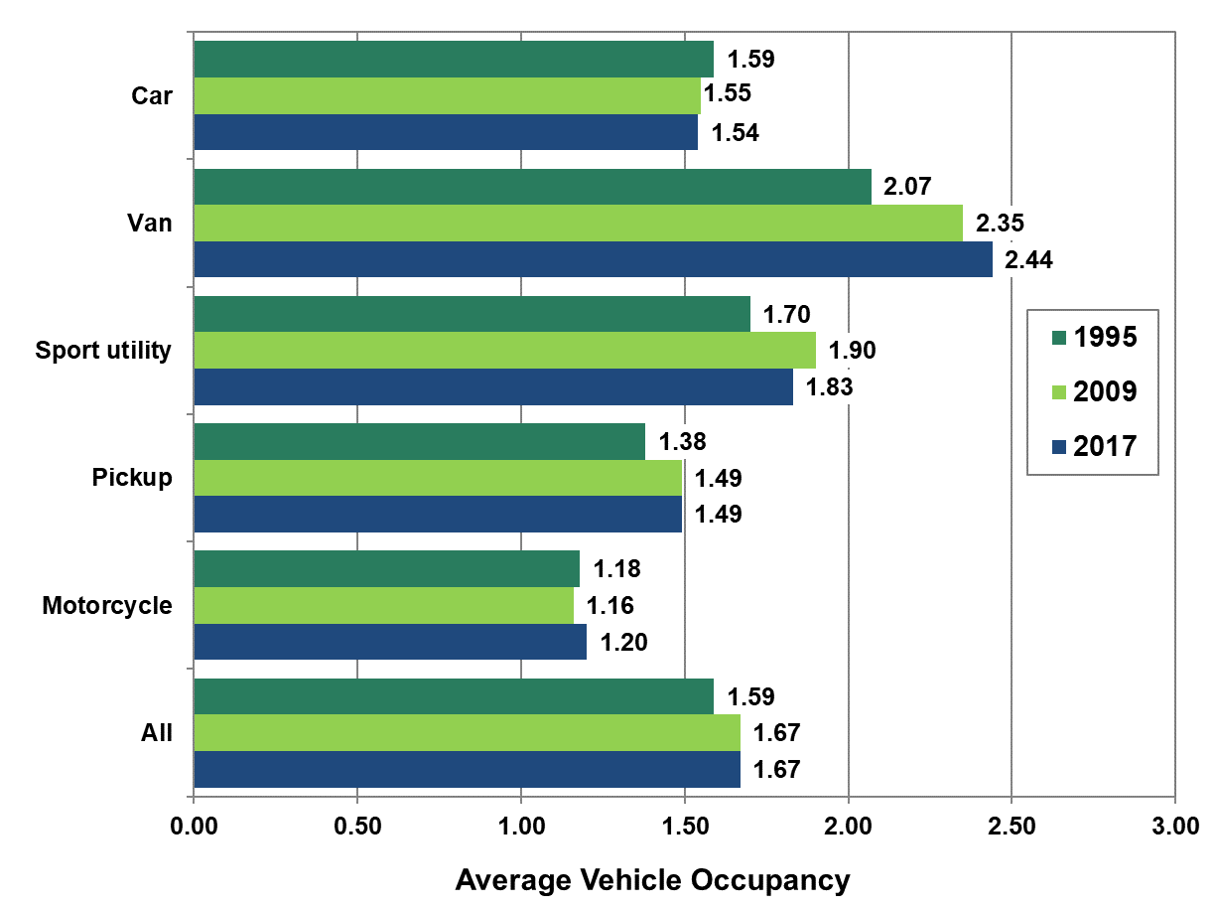 1.59
Car
1.55
1.54
2.07
Van
2.35
2.44
1.70
Sport utility
1.90
1.83
1995
2009
2017
1.38
Pickup
1.49
1.49
1.18
Motorcycle
1.16
1.20
1.59
All
1.67
1.67
0.00 0.50 1.00 1.50 2.00 2.50 3.00
Average Vehicle Occupancy